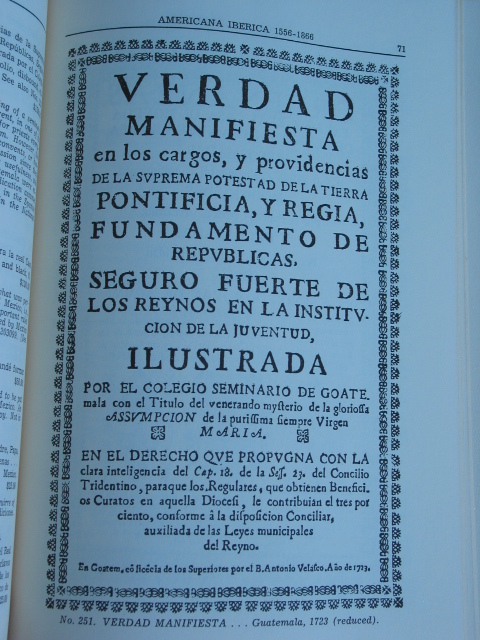 AMERICANA IBERICA 1556-1866
71
VERDAD
MANIFIESTA
en los cargos, y providencias
DE LA SVPREMA POTESTAD DE LA TIERRA
PONTIFICIA, Y REGIA,
FUNDAMENTO DE
REPVBLICAS,
SEGURO FUERTE DE
LOS REYNOS EN LA INSTITV-
CION DE LA JUVENTUD,
ILUSTRADA
POR EL COLEGIO SEMINARIO DE GOATE-
mala con el Titulo del venerando mysterio de la gloriossa
ASSVMPCION de la purissima siempre Virgen
MARIA.
EN EL DERECHO QVE PROPVGNA CON LA
clara inteligencia del Cap. 18. de la Sess. 23. del Concilio
Tridentino, paraque los Regulares, que obtienen Benefici-
os Curatos en aquella Diocesi, le contribuian el tres por
ciento, conforme à la disposicion Conciliar,
auxiliada de las Leyes municipales
del Reyno.
En Goatem. cõ licēcia de los Superiores por el B. Antonio Velasco. Año de 1723.
No. 251. VERDAD MANIFIESTA . . . Guatemala, 1723 (reduced).